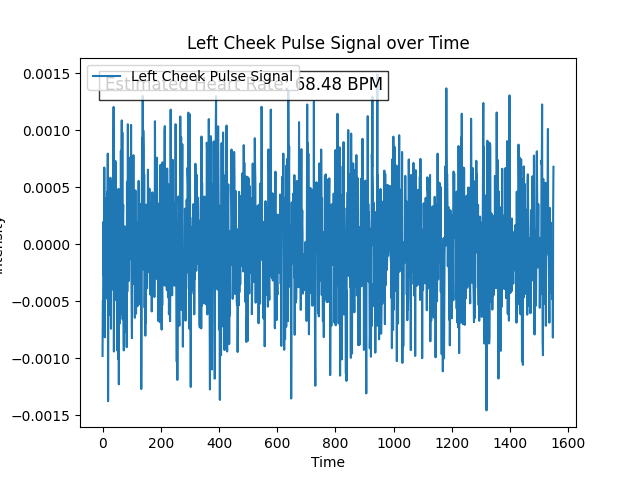 Left Cheek Pulse Signal over Time
Left Cheek Pulse Signal
Estimated Heart Rate: 68.48 BPM
0.0015
0.0010
0.0005
0.0000
−0.0005
−0.0010
−0.0015
0 200 400 600 800 1000 1200 1400 1600
Time